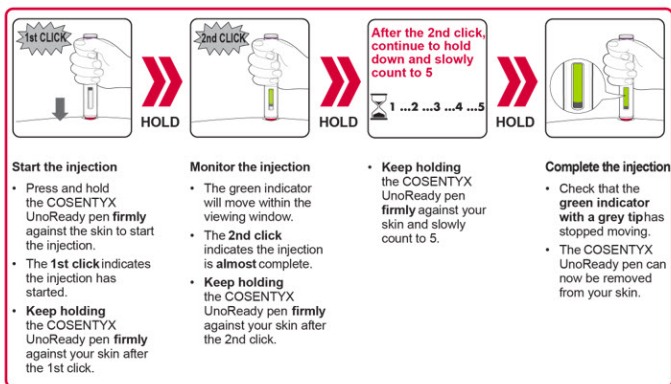 1st CLICK
HOLD
2nd CLICK
HOLD
After the 2nd click,
continue to hold
down and slowly
count to 5
1 ...2 ...3 ...4 ...5
HOLD
Start the injection
• Press and hold
the COSENTYX
UnoReady pen firmly
against the skin to start
the injection.
• The 1st click indicates
the injection has
started.
• Keep holding
the COSENTYX
UnoReady pen firmly
against your skin after
the 1st click.
Monitor the injection
• The green indicator
will move within the
viewing window.
• The 2nd click
indicates the injection
is almost complete.
• Keep holding
the COSENTYX
UnoReady pen firmly
against your skin after
the 2nd click.
• Keep holding
the COSENTYX
UnoReady pen
firmly against your
skin and slowly
count to 5.
Complete the injection
• Check that the
green indicator
with a grey tip has
stopped moving.
• The COSENTYX
UnoReady pen can
now be removed
from your skin.